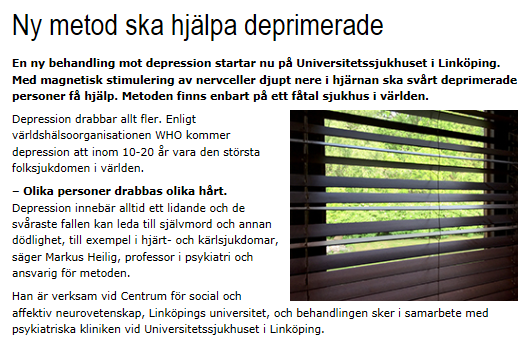 Ny metod ska hjälpa deprimerade
En ny behandling mot depression startar nu på Universitetssjukhuset i Linköping.
Med magnetisk stimulering av nervceller djupt nere i hjärnan ska svårt deprimerade
personer få hjälp. Metoden finns enbart på ett fåtal sjukhus i världen.
Depression drabbar allt fler. Enligt
världshälsoorganisationen WHO kommer
depression att inom 10-20 år vara den största
folksjukdomen i världen.
– Olika personer drabbas olika hårt.
Depression innebär alltid ett lidande och de
svåraste fallen kan leda till självmord och annan
dödlighet, till exempel i hjärt- och kärlsjukdomar,
säger Markus Heilig, professor i psykiatri och
ansvarig för metoden.
Han är verksam vid Centrum för social och
affektiv neurovetenskap, Linköpings universitet, och behandlingen sker i samarbete med
psykiatriska kliniken vid Universitetssjukhuset i Linköping.